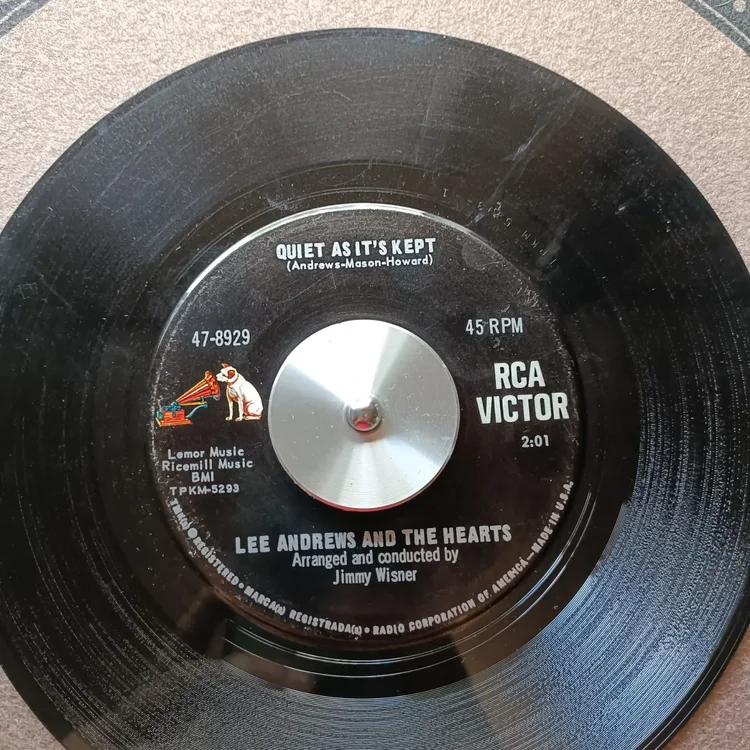 QUIET AS IT'S KEPT
(Andrews-Mason-Howard)
47-8929
45 RPM
RCA
VICTOR
2:01
Lemor Music
Ricemill Music
BMI
TPKM-5293
LEE ANDREWS AND THE HEARTS
Arranged and conducted by
Jimmy Wisner
TMK(s) ® REGISTERED • MARCA(s) REGISTRADA(s) • RADIO CORPORATION OF AMERICA—MADE IN U.S.A.